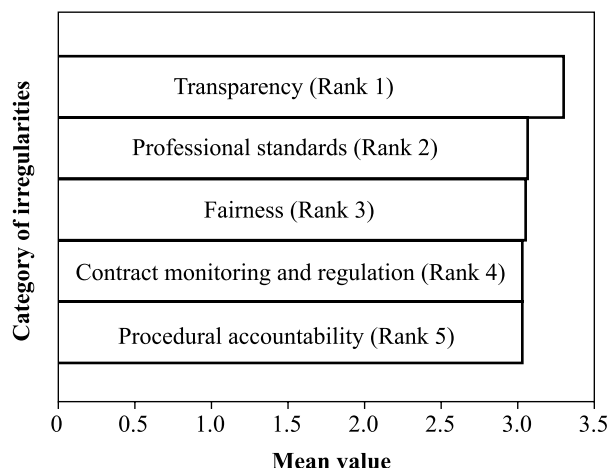 Category of irregularities
Transparency (Rank 1)
Professional standards (Rank 2)
Fairness (Rank 3)
Contract monitoring and regulation (Rank 4)
Procedural accountability (Rank 5)
0 0.5 1.0 1.5 2.0 2.5 3.0 3.5
Mean value